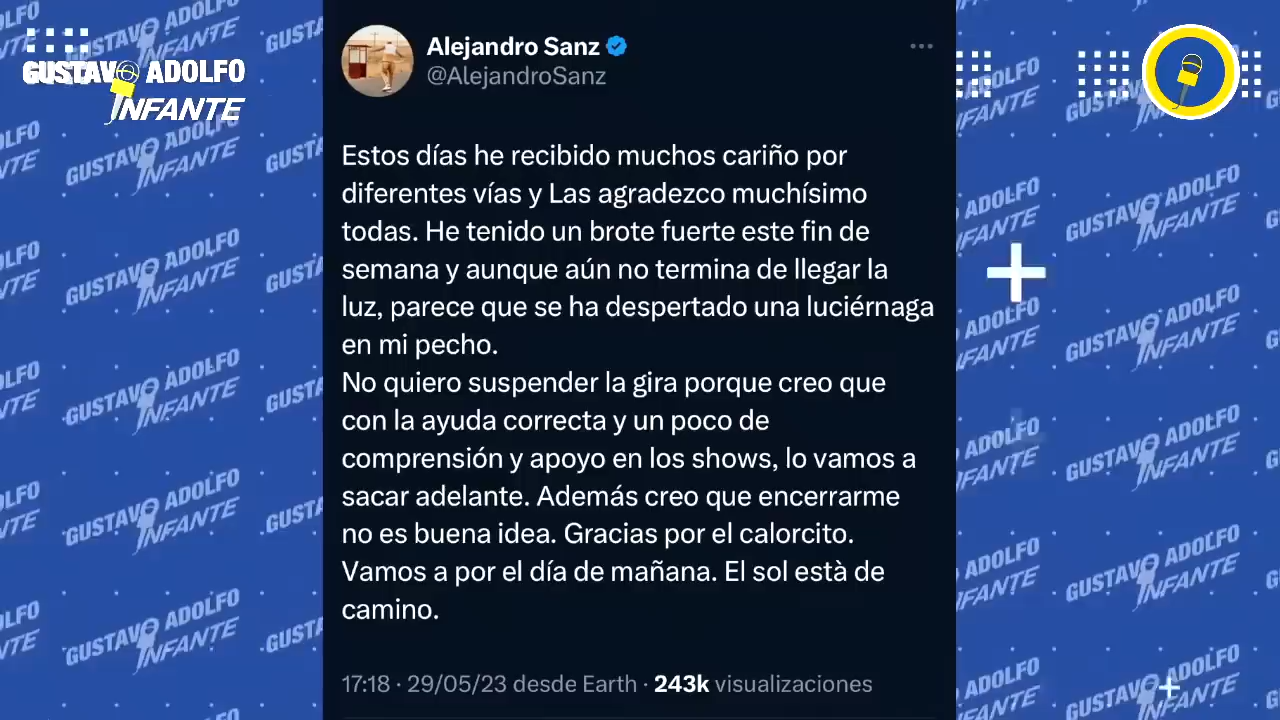 GUSTAVO ADOLFO
INFANTE
Alejandro Sanz
@AlejandroSanz
Estos días he recibido muchos cariño por
diferentes vías y Las agradezco muchísimo
todas. He tenido un brote fuerte este fin de
semana y aunque aún no termina de llegar la
luz, parece que se ha despertado una luciérnaga
en mi pecho.
No quiero suspender la gira porque creo que
con la ayuda correcta y un poco de
comprensión y apoyo en los shows, lo vamos a
sacar adelante. Además creo que encerrarme
no es buena idea. Gracias por el calorcito.
Vamos a por el día de mañana. El sol està de
camino.
17:18 · 29/05/23 desde Earth · 243k visualizaciones